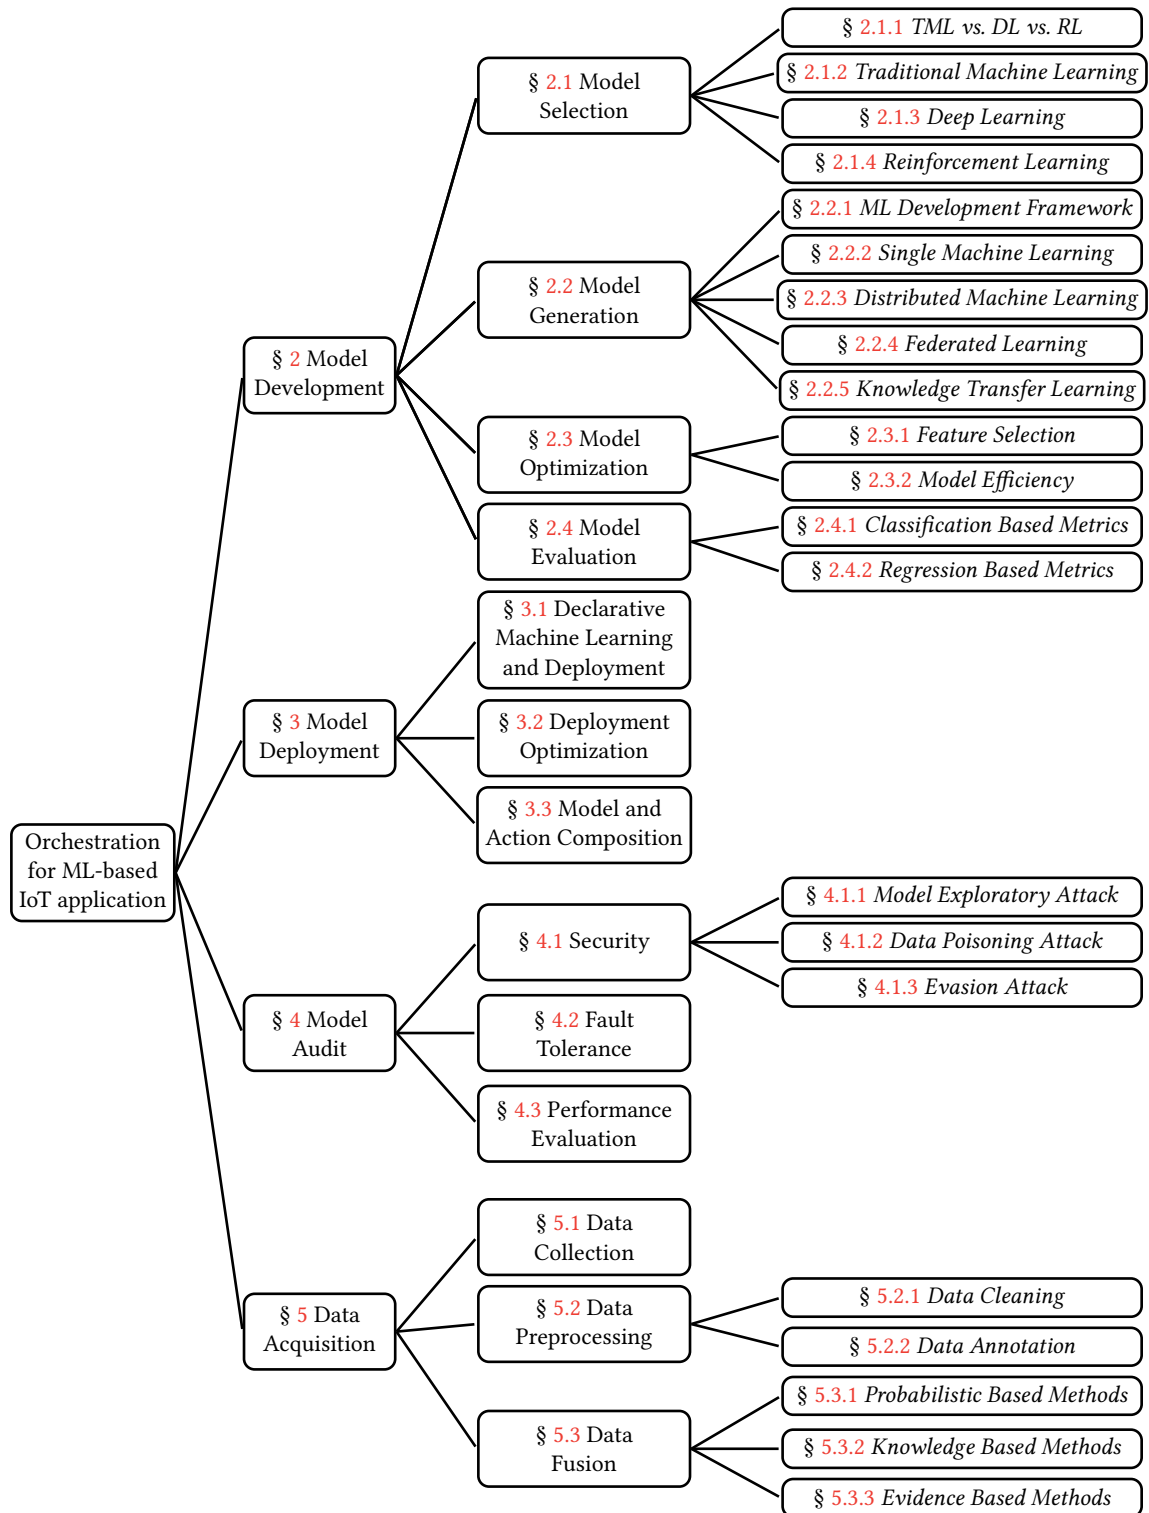 Orchestration
for ML-based
IoT application
§ 2 Model
Development
§ 2.1 Model
Selection
§ 2.1.1 TML vs. DL vs. RL
§ 2.1.2 Traditional Machine Learning
§ 2.1.3 Deep Learning
§ 2.1.4 Reinforcement Learning
§ 2.2 Model
Generation
§ 2.2.1 ML Development Framework
§ 2.2.2 Single Machine Learning
§ 2.2.3 Distributed Machine Learning
§ 2.2.4 Federated Learning
§ 2.2.5 Knowledge Transfer Learning
§ 2.3 Model
Optimization
§ 2.3.1 Feature Selection
§ 2.3.2 Model Efficiency
§ 2.4 Model
Evaluation
§ 2.4.1 Classification Based Metrics
§ 2.4.2 Regression Based Metrics
§ 3 Model
Deployment
§ 3.1 Declarative
Machine Learning
and Deployment
§ 3.2 Deployment
Optimization
§ 3.3 Model and
Action Composition
§ 4 Model
Audit
§ 4.1 Security
§ 4.1.1 Model Exploratory Attack
§ 4.1.2 Data Poisoning Attack
§ 4.1.3 Evasion Attack
§ 4.2 Fault
Tolerance
§ 4.3 Performance
Evaluation
§ 5 Data
Acquisition
§ 5.1 Data
Collection
§ 5.2 Data
Preprocessing
§ 5.2.1 Data Cleaning
§ 5.2.2 Data Annotation
§ 5.3 Data
Fusion
§ 5.3.1 Probabilistic Based Methods
§ 5.3.2 Knowledge Based Methods
§ 5.3.3 Evidence Based Methods